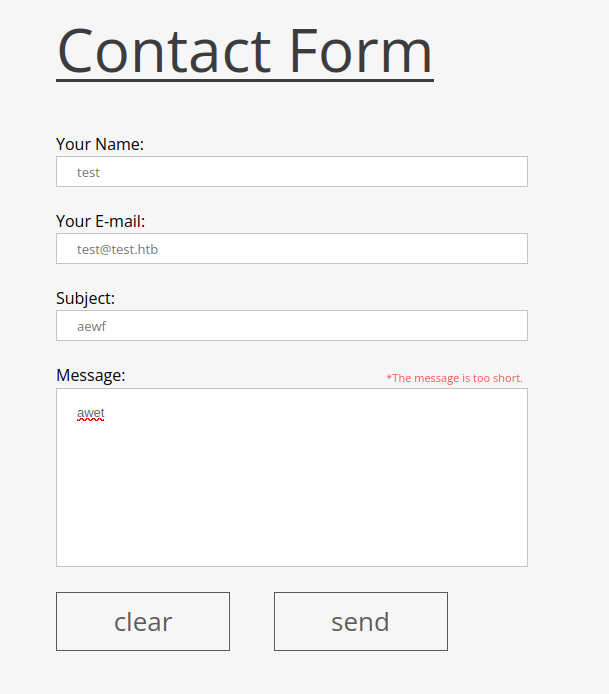 Contact Form
Your Name:
test
Your E-mail:
test@test.htb
Subject:
aewf
Message:
*The message is too short.
awet
clear
send